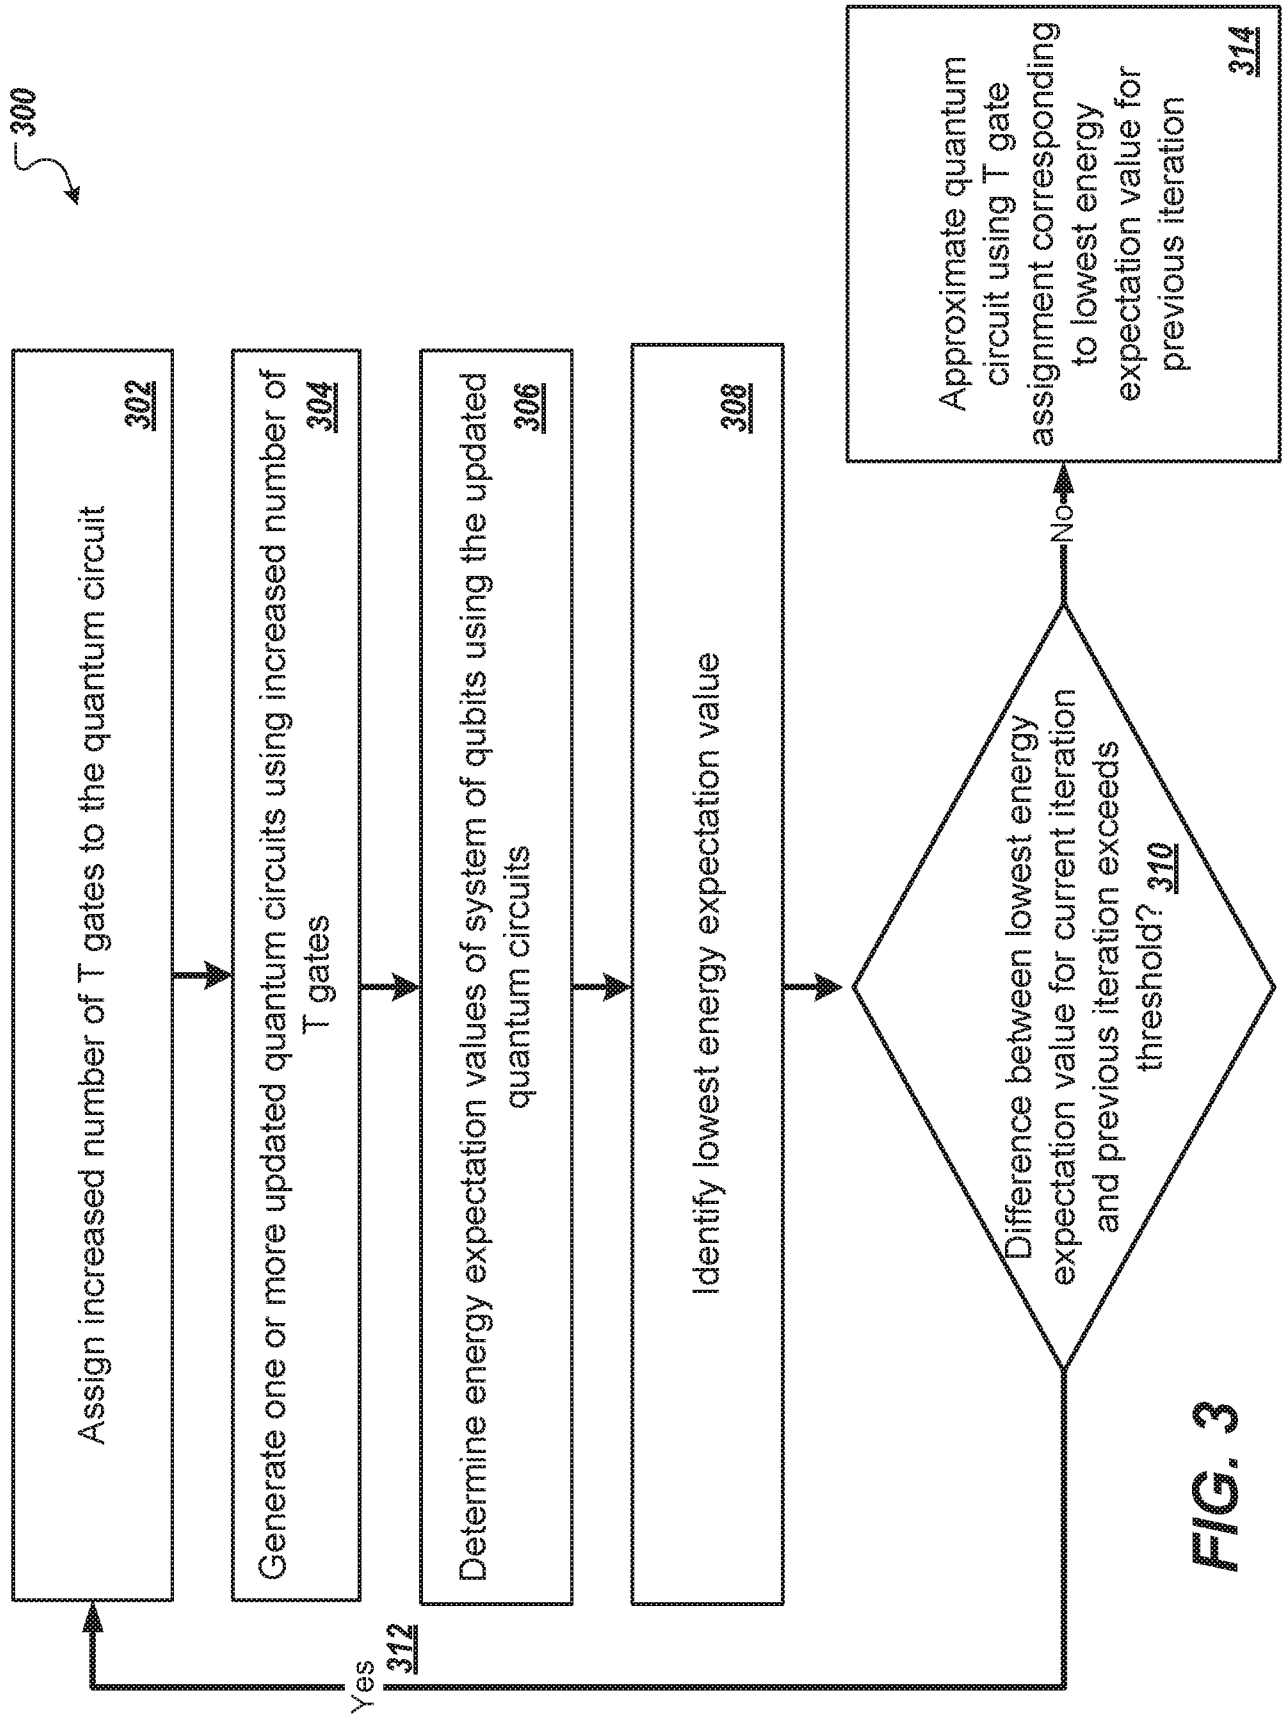 300
Assign increased number of T gates to the quantum circuit
302
Generate one or more updated quantum circuits using increased number of
T gates
304
Determine energy expectation values of system of qubits using the updated
quantum circuits
306
Identify lowest energy expectation value
308
Difference between lowest energy
expectation value for current iteration
and previous iteration exceeds
threshold? 310
Yes
312
No
Approximate quantum
circuit using T gate
assignment corresponding
to lowest energy
expectation value for
previous iteration
314
FIG. 3